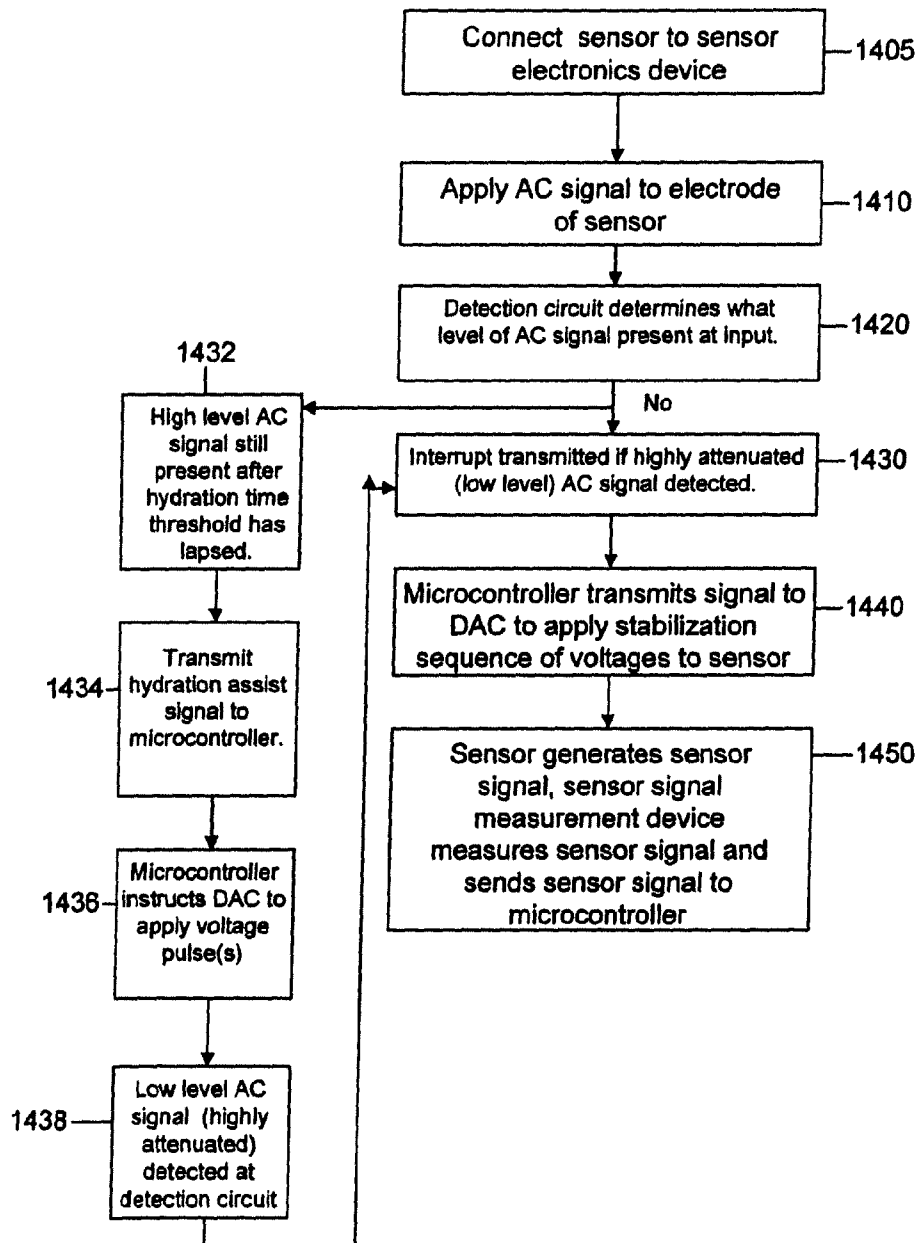 Connect sensor to sensor
electronics device
1405
Apply AC signal to electrode
of sensor
1410
Detection circuit determines what
level of AC signal present at input.
1420
No
1432
High level AC
signal still
present after
hydration time
threshold has
lapsed.
Interrupt transmitted if highly attenuated
(low level) AC signal detected.
1430
Microcontroller transmits signal to
DAC to apply stabilization
sequence of voltages to sensor
1440
1434
Transmit
hydration assist
signal to
microcontroller.
Sensor generates sensor
signal, sensor signal
measurement device
measures sensor signal and
sends sensor signal to
microcontroller
1450
1436
Microcontroller
instructs DAC to
apply voltage
pulse(s)
1438
Low level AC
signal (highly
attenuated)
detected at
detection circuit